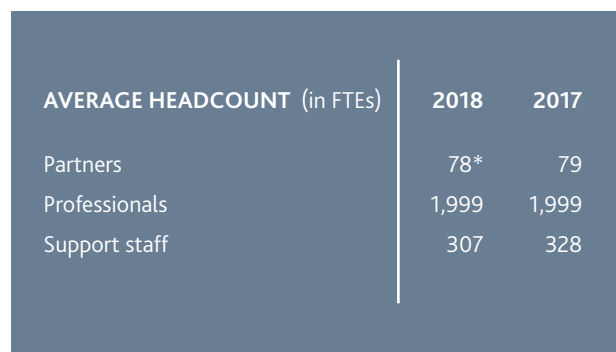 AVERAGE HEADCOUNT (in FTEs) 2018 2017
Partners 78* 79
Professionals 1,999 1,999
Support staff 307 328